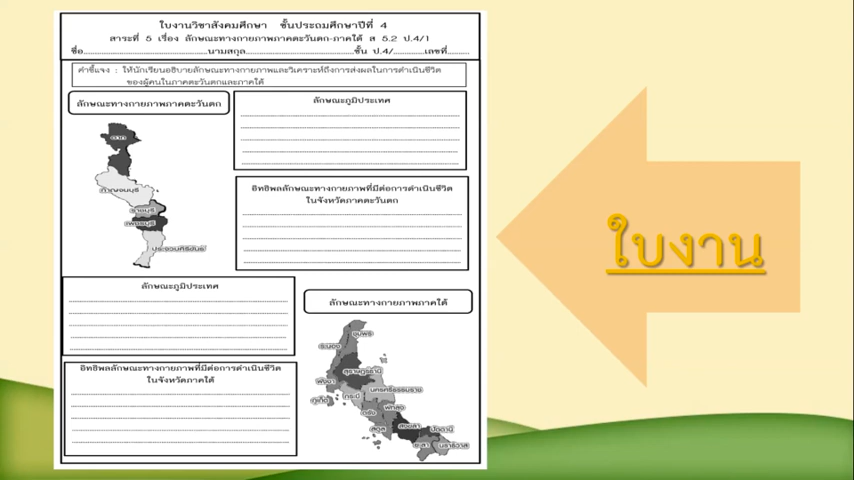 ใบงานวิชาสังคมศึกษา ชั้นประถมศึกษาปีที่ 4
สาระที่ 5 เรื่อง ลักษณะทางกายภาพภาคตะวันตก-ภาคใต้ ส 5.2 ป.4/1
ชื่อ........................................นามสกุล...................................ชั้น ป.4/..........เลขที่.......
คำชี้แจง : ให้นักเรียนอธิบายลักษณะทางกายภาพและวิเคราะห์ถึงการส่งผลในการดำเนินชีวิต
ของผู้คนในภาคตะวันตกและภาคใต้
ลักษณะทางกายภาพภาคตะวันตก
ลักษณะภูมิประเทศ
ตาก
กาญจนบุรี
ราชบุรี
เพชรบุรี
ประจวบคีรีขันธ์
อิทธิพลลักษณะทางกายภาพที่มีต่อการดำเนินชีวิต
ในจังหวัดภาคตะวันตก
ใบงาน
ลักษณะภูมิประเทศ
ลักษณะทางกายภาพภาคใต้
อิทธิพลลักษณะทางกายภาพที่มีต่อการดำเนินชีวิต
ในจังหวัดภาคใต้
ชุมพร
ระนอง
สุราษฎร์ธานี
พังงา
นครศรีธรรมราช
ภูเก็ต
กระบี่
ตรัง
พัทลุง
สตูล
สงขลา
ปัตตานี
ยะลา
นราธิวาส